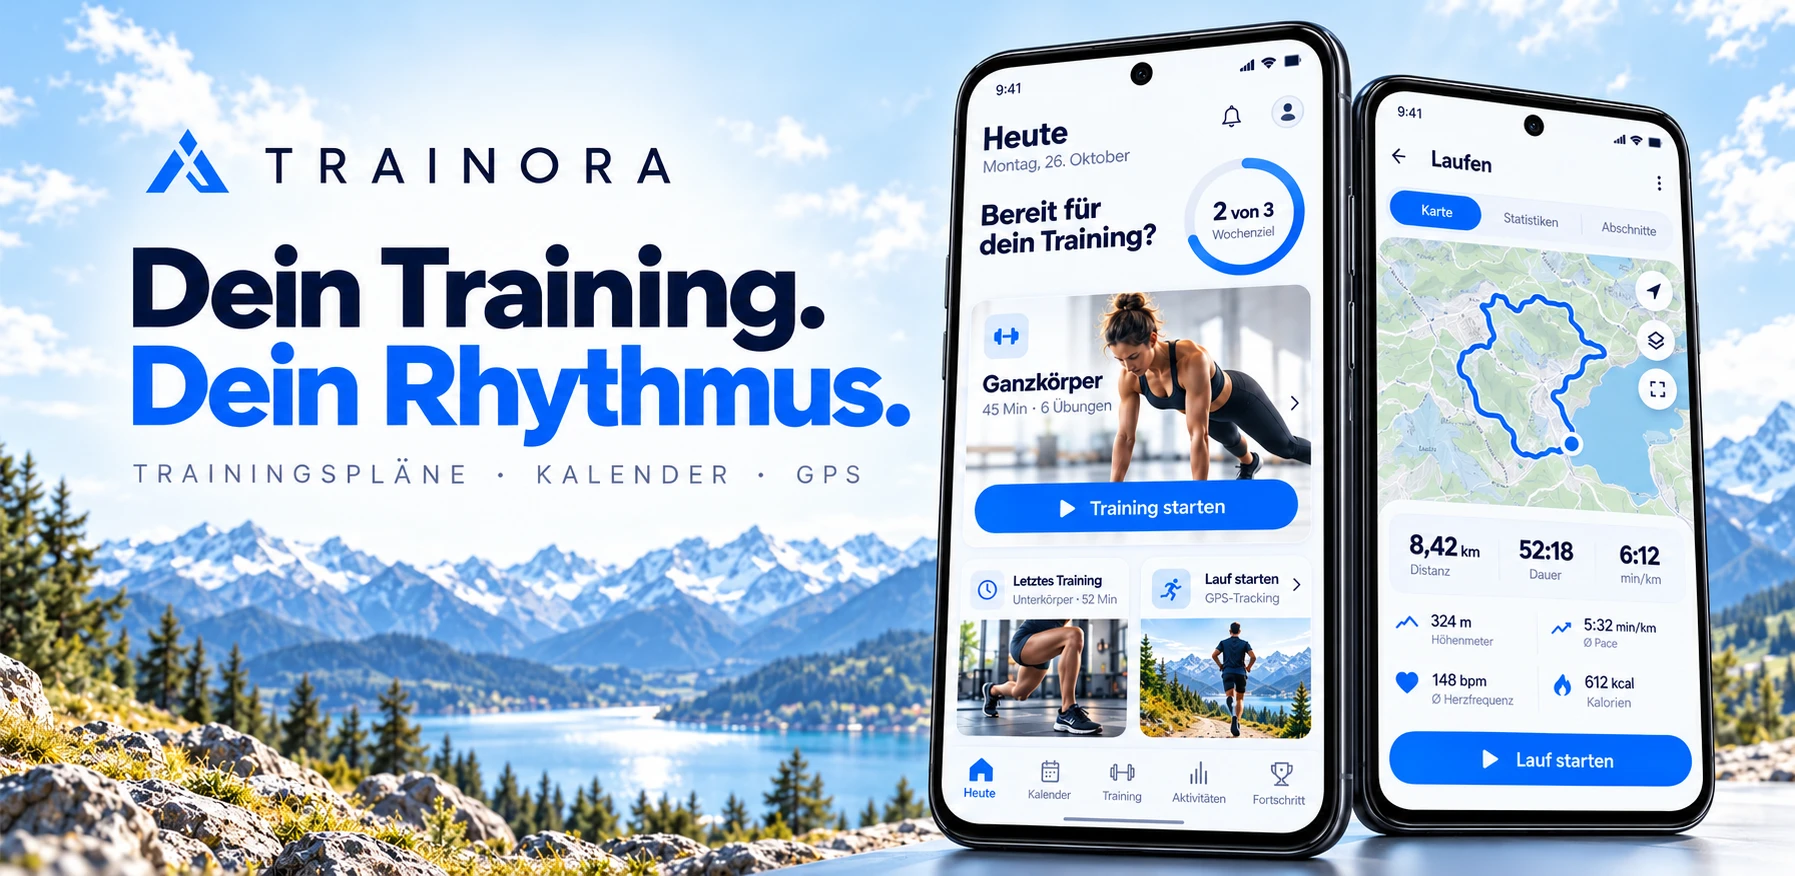 TRAINORA
Dein Training.
Dein Rhythmus.
TRAININGSPLÄNE · KALENDER · GPS
9:41
Heute
Montag, 26. Oktober
Bereit für
dein Training?
2 von 3
Wochenziel
Ganzkörper
45 Min · 6 Übungen
Training starten
Letztes Training
Unterkörper · 52 Min
Lauf starten
GPS-Tracking
Heute
Kalender
Training
Aktivitäten
Fortschritt
9:41
Laufen
Karte
Statistiken
Abschnitte
8,42 km
Distanz
52:18
Dauer
6:12
min/km
324 m
Höhenmeter
5:32 min/km
Ø Pace
148 bpm
Ø Herzfrequenz
612 kcal
Kalorien
Lauf starten